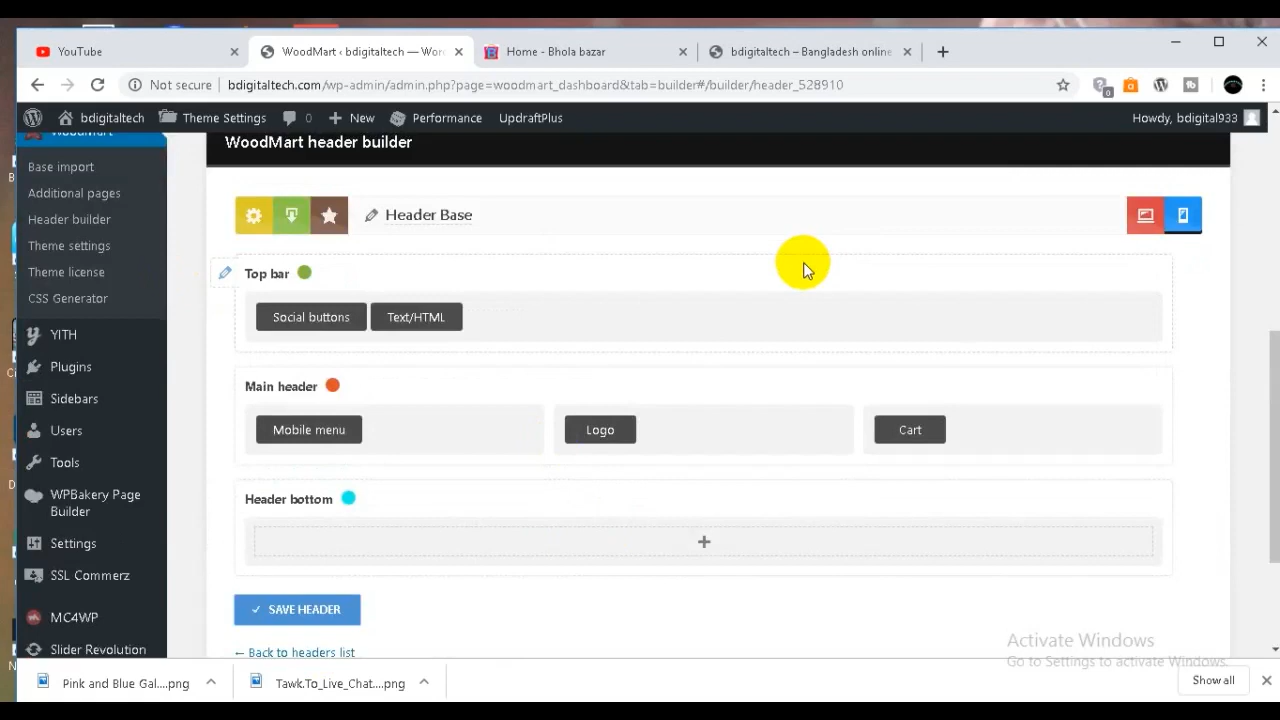 YouTube
WoodMart ‹ bdigitaltech — Wor
Home - Bhola bazar
bdigitaltech – Bangladesh online
Not secure
bdigitaltech.com/wp-admin/admin.php?page=woodmart_dashboard&tab=builder#/builder/header_528910
0
bdigitaltech
Theme Settings
0
New
Performance
UpdraftPlus
Howdy, bdigital933
WoodMart
WoodMart header builder
Base import
Additional pages
Header builder
Theme settings
Theme license
CSS Generator
YITH
Plugins
Sidebars
Users
Tools
WPBakery Page
Builder
Settings
SSL Commerz
MC4WP
Slider Revolution
Header Base
Top bar
Social buttons
Text/HTML
Main header
Mobile menu
Logo
Cart
Header bottom
SAVE HEADER
← Back to headers list
Activate Windows
Go to Settings to activate Windows.
Pink and Blue Gal....png
Tawk.To_Live_Chat....png
Show all